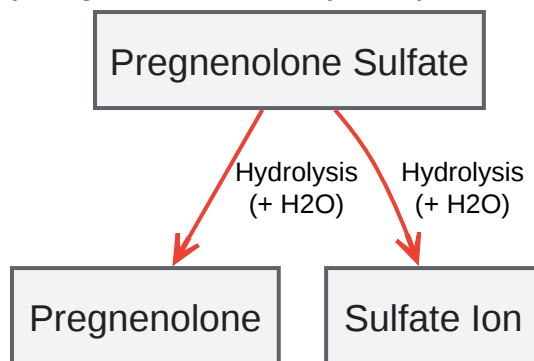 Pregnenolone Sulfate
Hydrolysis
(+ H2O)
Hydrolysis
(+ H2O)
Pregnenolone
Sulfate Ion